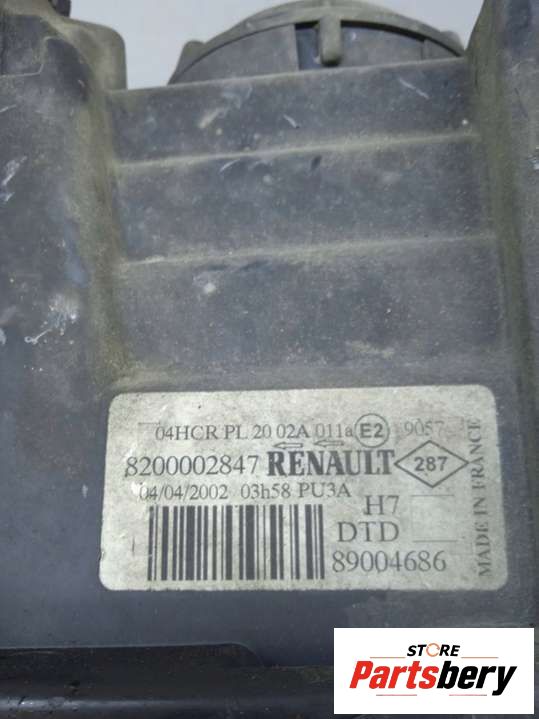 04HCR PL 20 02A 011a E2 9057
8200002847 RENAULT 287
04/04/2002 03h58 PU3A
H7
DTD
89004686
MADE IN FRANCE
STORE
Partsbery